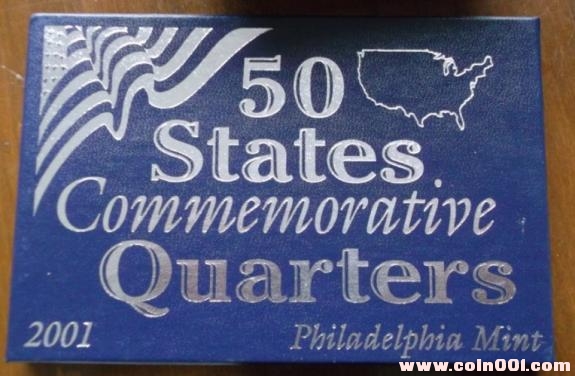 50
States
Commemorative
Quarters
2001 Philadelphia Mint
www.coin001.com